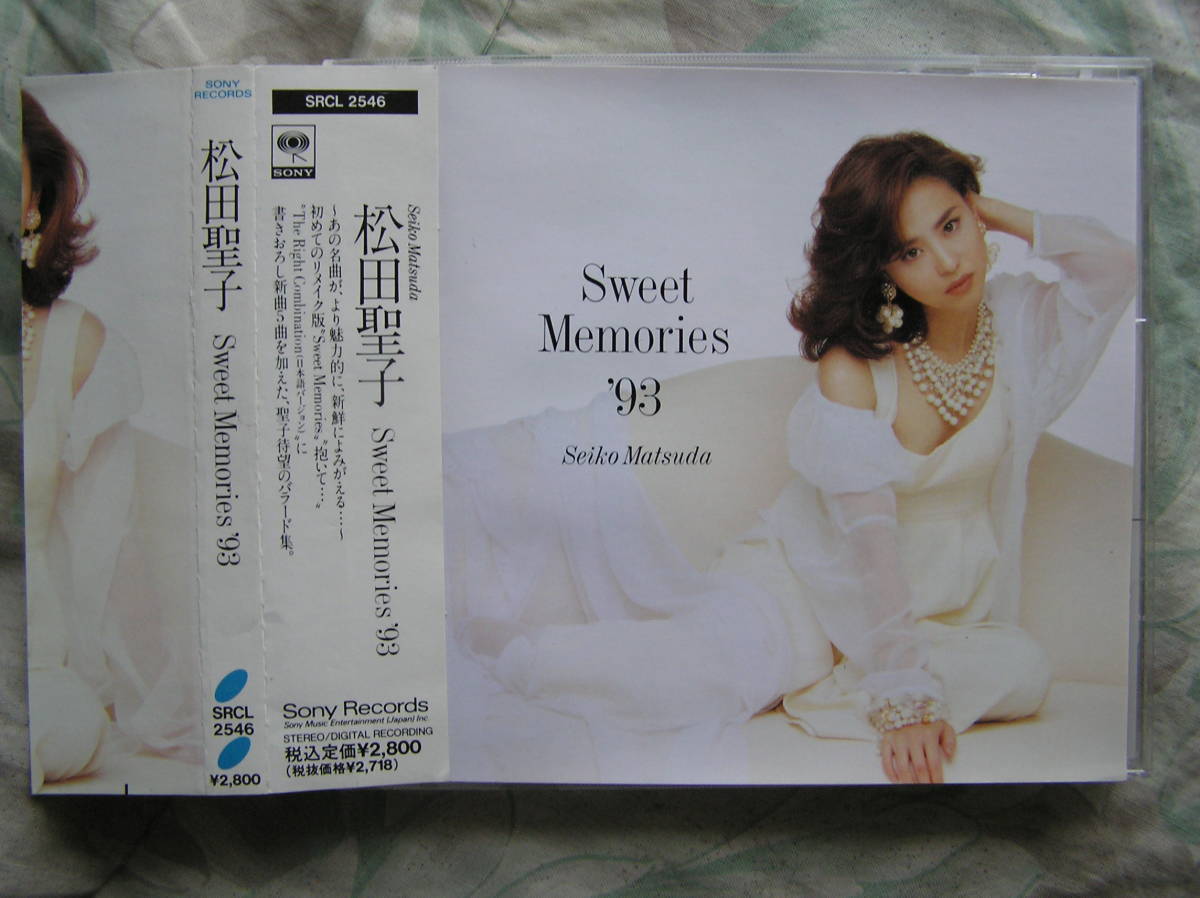 SONY
RECORDS
松田聖子 Sweet Memories '93
SRCL
2546
¥2,800
SRCL 2546
SONY
Seiko Matsuda
松田聖子 Sweet Memories '93
〜あの名曲が、より魅力的に、新鮮によみがえる…〜
初めてのリメイク版、"Sweet Memories" "抱いて…"
"The Right Combination(日本語バージョン)"に
書きおろし新曲5曲を加えた、聖子待望のバラード集。
Sony Records
Sony Music Entertainment (Japan) Inc.
STEREO/DIGITAL RECORDING
税込定価¥2,800
(税抜価格¥2,718)
Sweet
Memories
'93
Seiko Matsuda